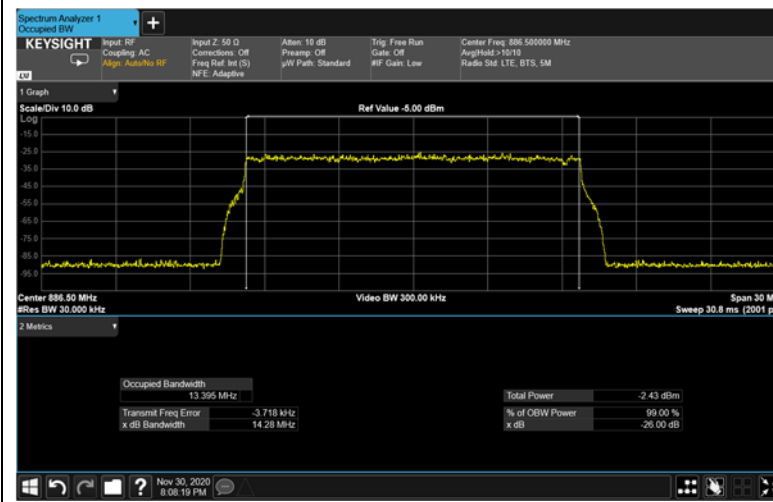 Spectrum Analyzer 1
Occupied BW
+
KEYSIGHT
Input: RF
Coupling: AC
Align: Auto/No RF
Input Z: 50 Ω
Corrections: Off
Freq Ref: Int (S)
NFE: Adaptive
Atten: 10 dB
Preamp: Off
µW Path: Standard
Trig: Free Run
Gate: Off
#IF Gain: Low
Center Freq: 886.500000 MHz
Avg|Hold:>10/10
Radio Std: LTE, BTS, 5M
LXI
1 Graph
Scale/Div 10.0 dB
Ref Value -5.00 dBm
Log
-15.0
-25.0
-35.0
-45.0
-55.0
-65.0
-75.0
-85.0
-95.0
Center 886.50 MHz
#Res BW 30.000 kHz
Video BW 300.00 kHz
Span 30 M
Sweep 30.8 ms (2001 p
2 Metrics
Occupied Bandwidth
13.395 MHz
Transmit Freq Error -3.718 kHz
x dB Bandwidth 14.28 MHz
Total Power -2.43 dBm
% of OBW Power 99.00 %
x dB -26.00 dB
?
Nov 30, 2020
8:08:19 PM